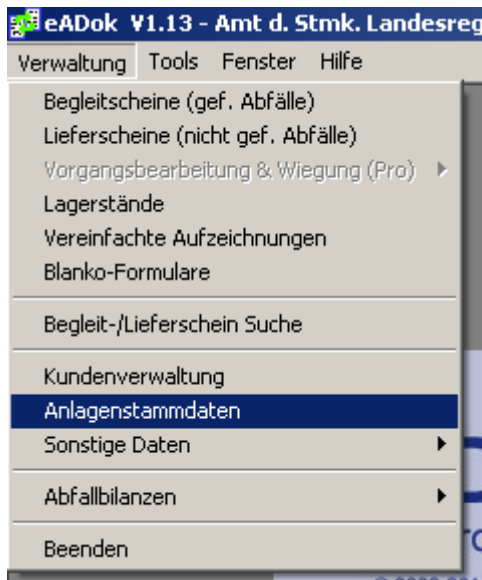 eADok V1.13 - Amt d. Stmk. Landesreg
Verwaltung Tools Fenster Hilfe
Begleitscheine (gef. Abfälle)
Lieferscheine (nicht gef. Abfälle)
Vorgangsbearbeitung & Wiegung (Pro)
Lagerstände
Vereinfachte Aufzeichnungen
Blanko-Formulare
Begleit-/Lieferschein Suche
Kundenverwaltung
Anlagenstammdaten
Sonstige Daten
Abfallbilanzen
Beenden